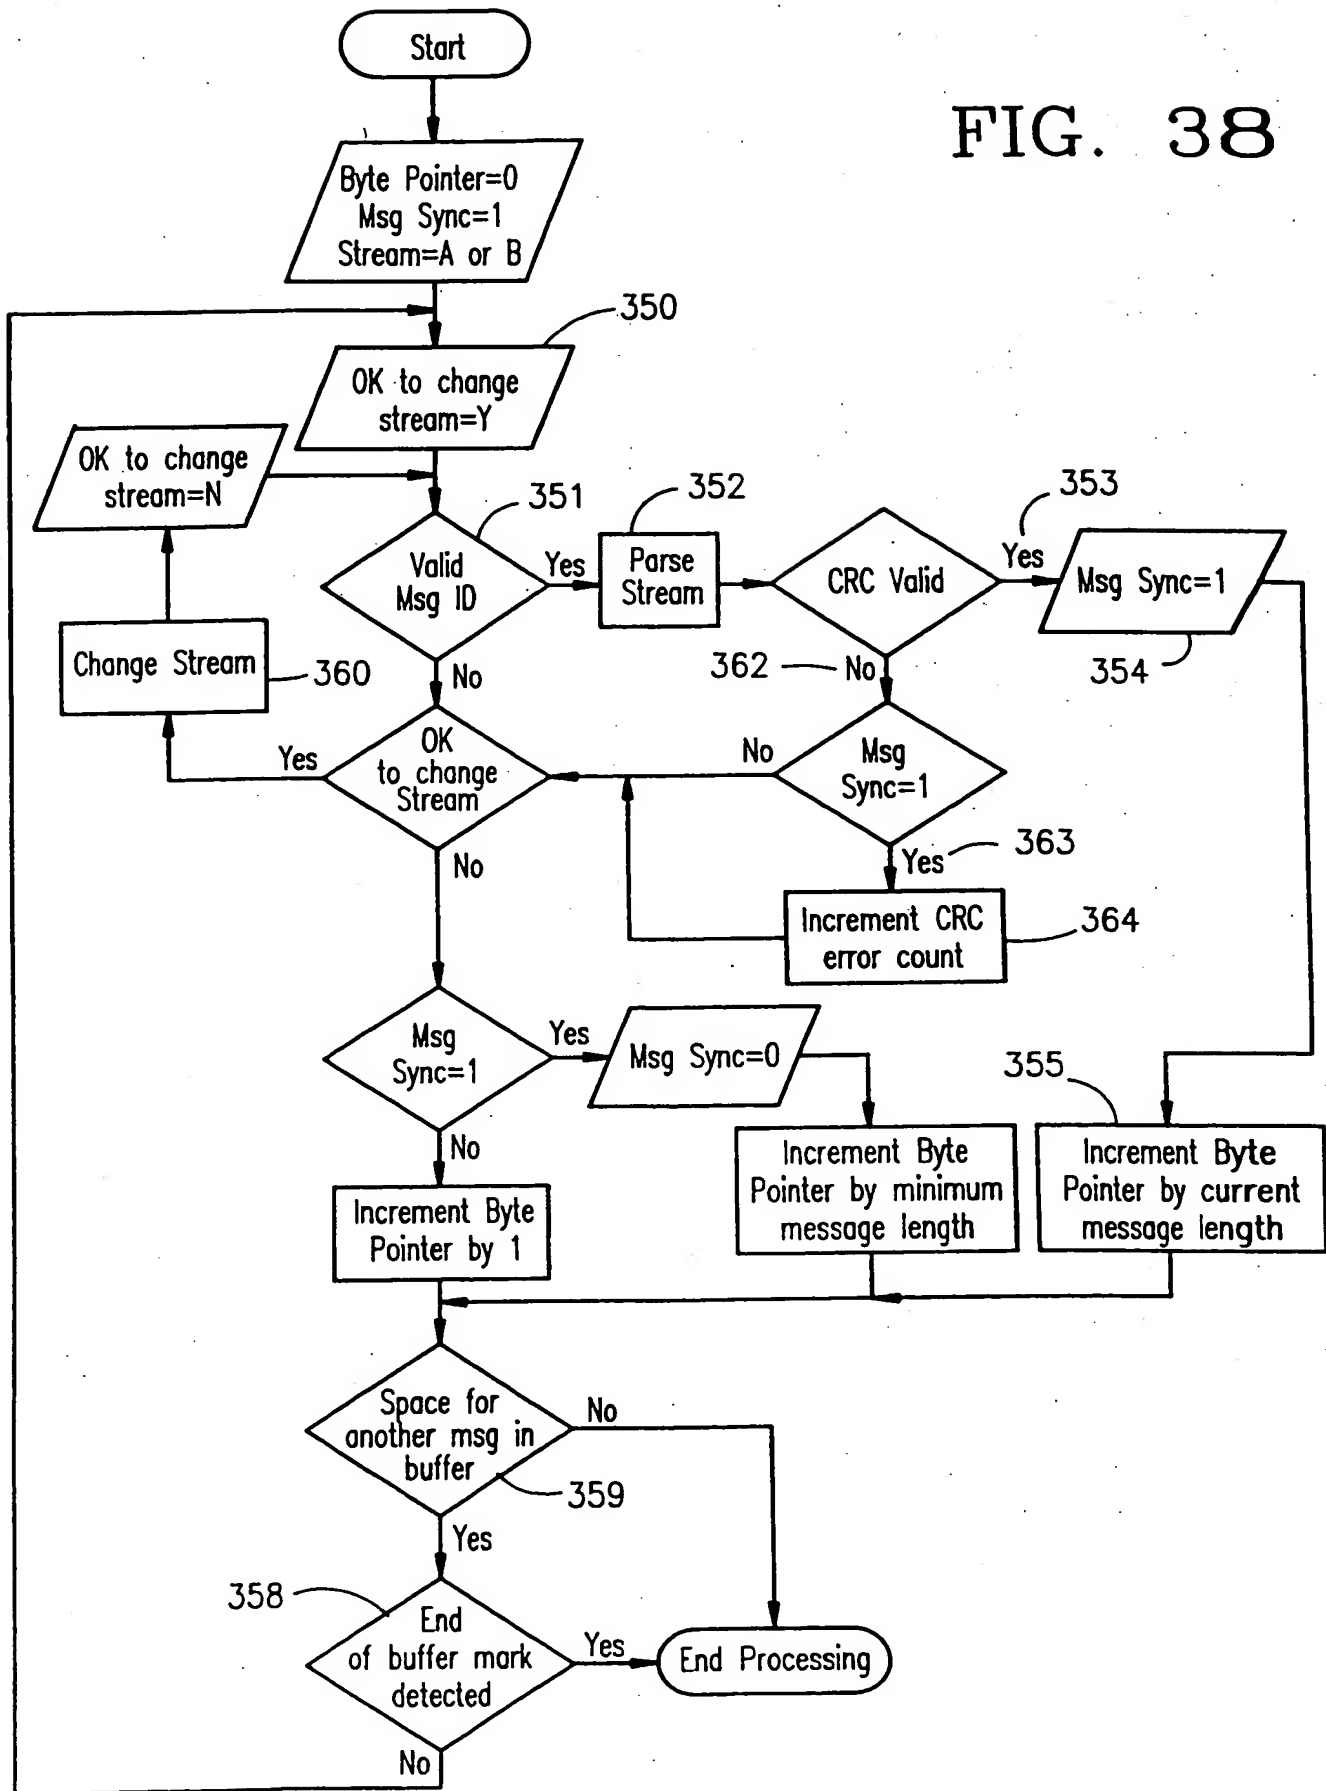 Start
FIG. 38
Byte Pointer=0
Msg Sync=1
Stream=A or B
350
OK to change
stream=Y
OK to change
stream=N
351
352
353
Valid
Msg ID
Yes
Parse
Stream
CRC Valid
Yes
Msg Sync=1
354
Change Stream
360
No
362
No
OK
to change
Stream
Yes
No
Msg
Sync=1
No
Yes
363
Increment CRC
error count
364
Msg
Sync=1
Yes
Msg Sync=0
355
No
Increment Byte
Pointer by 1
Increment Byte
Pointer by minimum
message length
Increment Byte
Pointer by current
message length
Space for
another msg in
buffer
No
359
Yes
358
End
of buffer mark
detected
Yes
End Processing
No